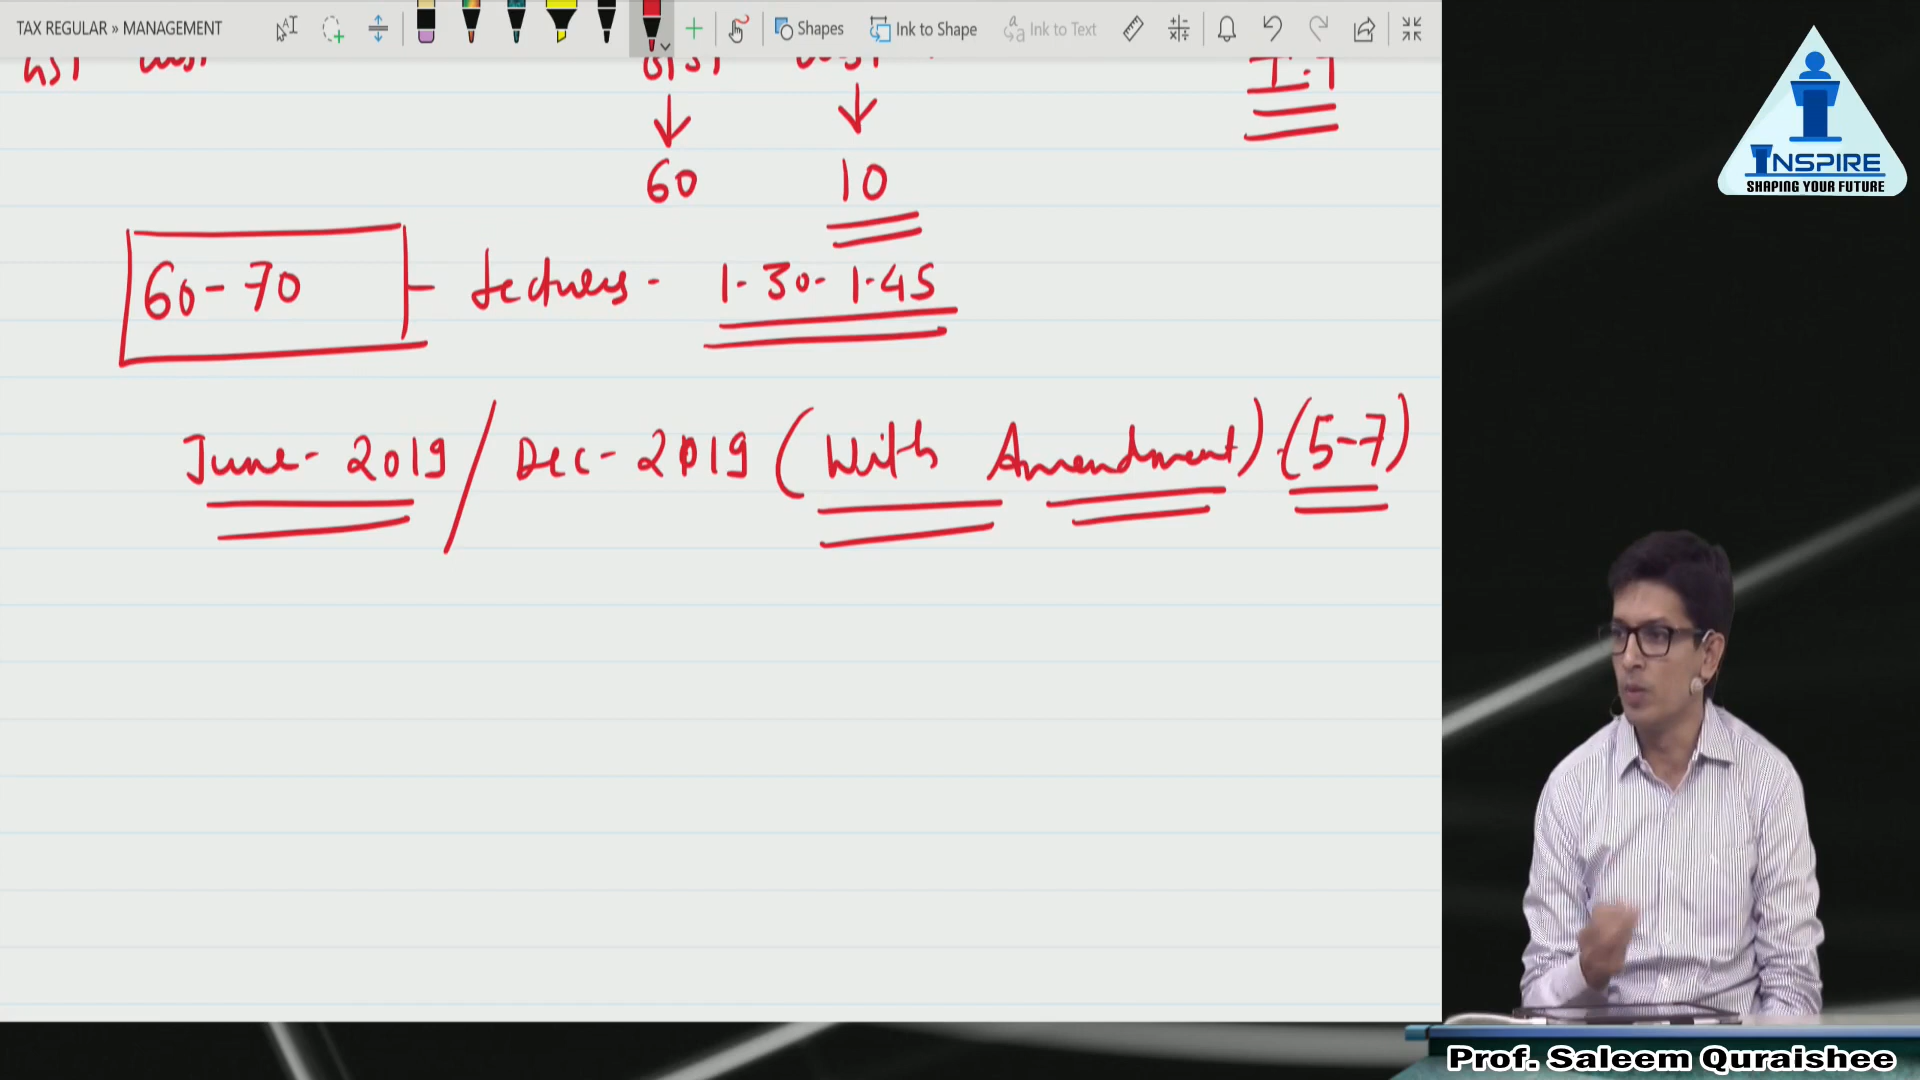 TAX REGULAR » MANAGEMENT
Shapes
Ink to Shape
Ink to Text
I.T
60 10
60-70 - Lectures - 1.30 - 1.45
June - 2019 / Dec - 2019 (With Amendment) (5-7)
INSPIRE
SHAPING YOUR FUTURE
Prof. Saleem Quraishee